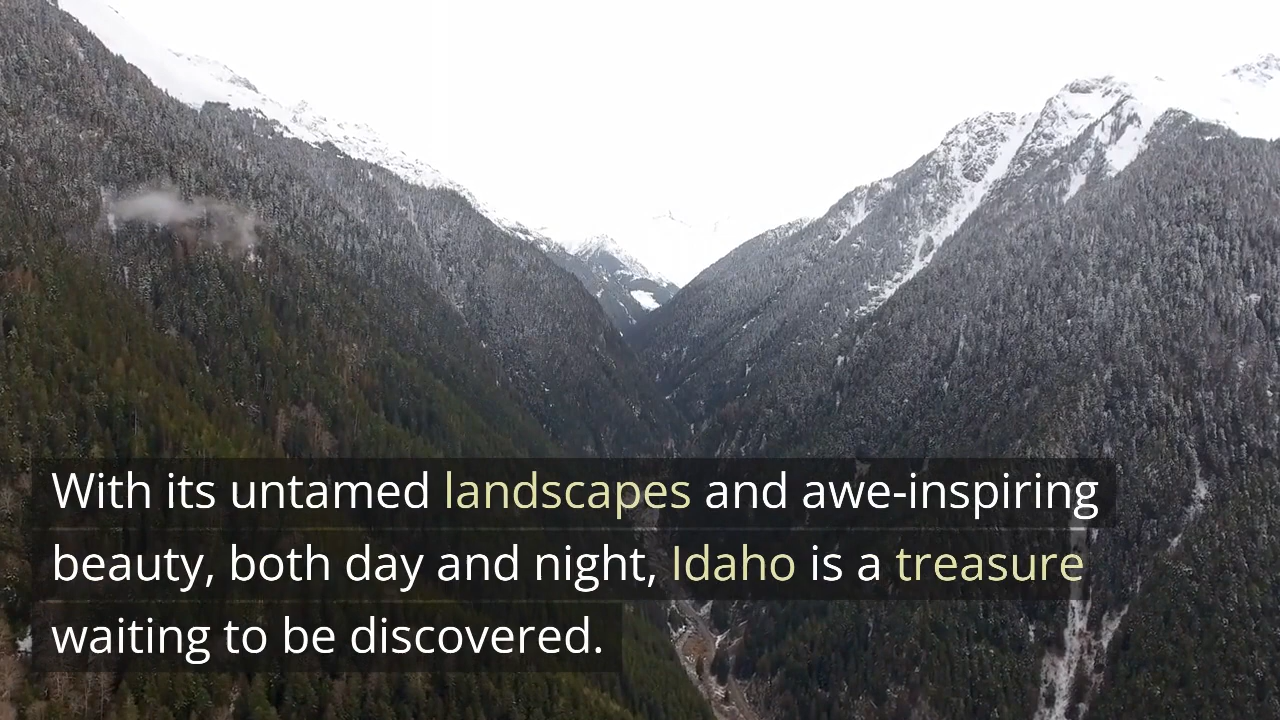 With its untamed landscapes and awe-inspiring
beauty, both day and night, Idaho is a treasure
waiting to be discovered.